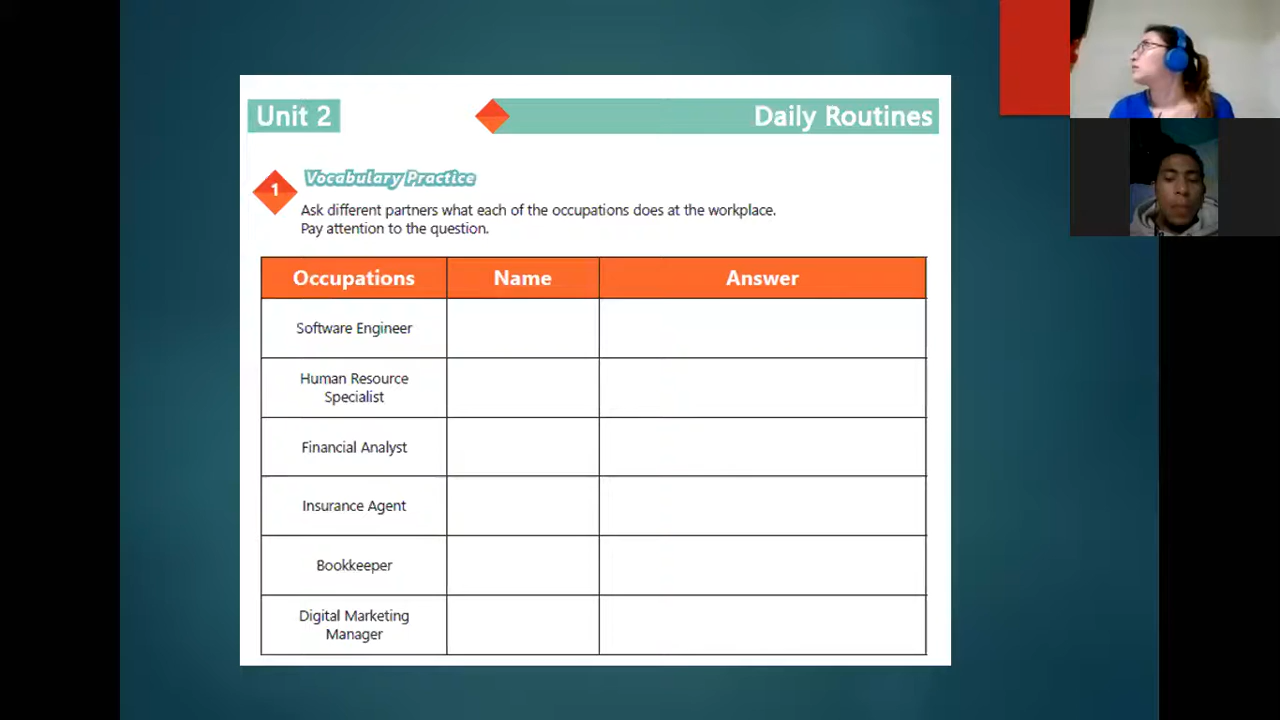 Unit 2
Daily Routines
1
Vocabulary Practice
Ask different partners what each of the occupations does at the workplace.
Pay attention to the question.
Occupations Name Answer
Software Engineer
Human Resource
Specialist
Financial Analyst
Insurance Agent
Bookkeeper
Digital Marketing
Manager